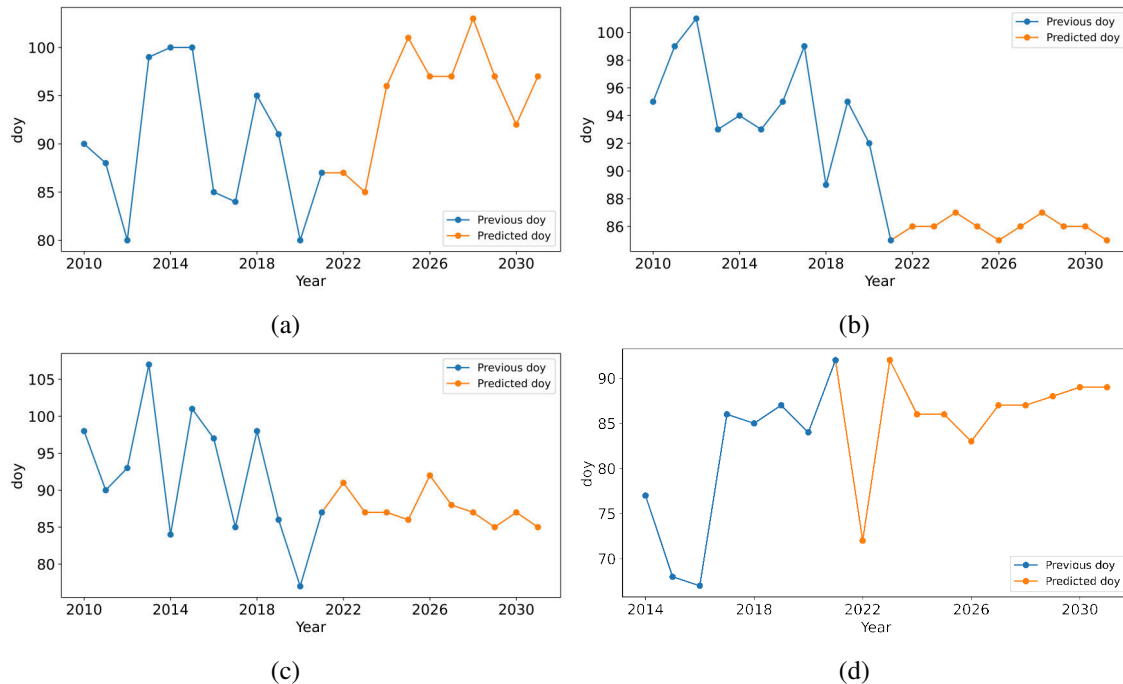 100
95
90
85
80
doy
2010 2014 2018 2022 2026 2030
Year
Previous doy
Predicted doy
(a)
100
98
96
94
92
90
88
86
doy
2010 2014 2018 2022 2026 2030
Year
Previous doy
Predicted doy
(b)
105
100
95
90
85
80
doy
2010 2014 2018 2022 2026 2030
Year
Previous doy
Predicted doy
(c)
90
85
80
75
70
doy
2014 2018 2022 2026 2030
Year
Previous doy
Predicted doy
(d)